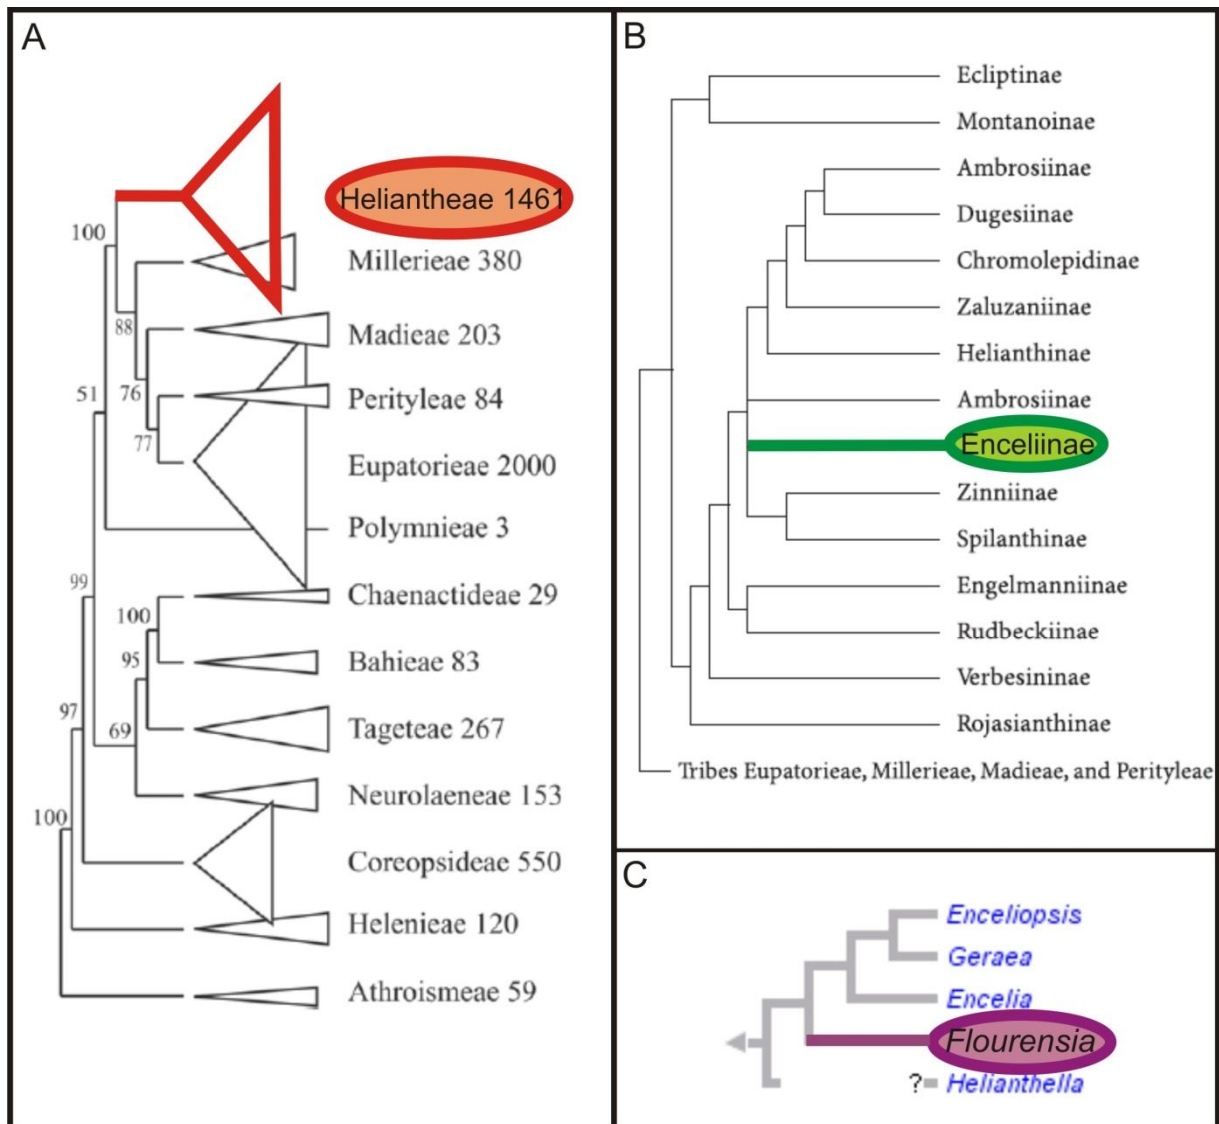 A
Heliantheae 1461
100
Millerieae 380
88
Madieae 203
51
76
Perityleae 84
77
Eupatorieae 2000
Polymnieae 3
99
Chaenactideae 29
100
95
Bahieae 83
97
69
Tageteae 267
Neurolaeneae 153
100
Coreopsideae 550
Helenieae 120
Athroismeae 59
B
Ecliptinae
Montanoinae
Ambrosiinae
Dugesiinae
Chromolepidinae
Zaluzaniinae
Helianthinae
Ambrosiinae
Enceliinae
Zinniinae
Spilanthinae
Engelmanniinae
Rudbeckiinae
Verbesininae
Rojasianthinae
Tribes Eupatorieae, Millerieae, Madieae, and Perityleae
C
Enceliopsis
Geraea
Encelia
Flourensia
? Helianthella